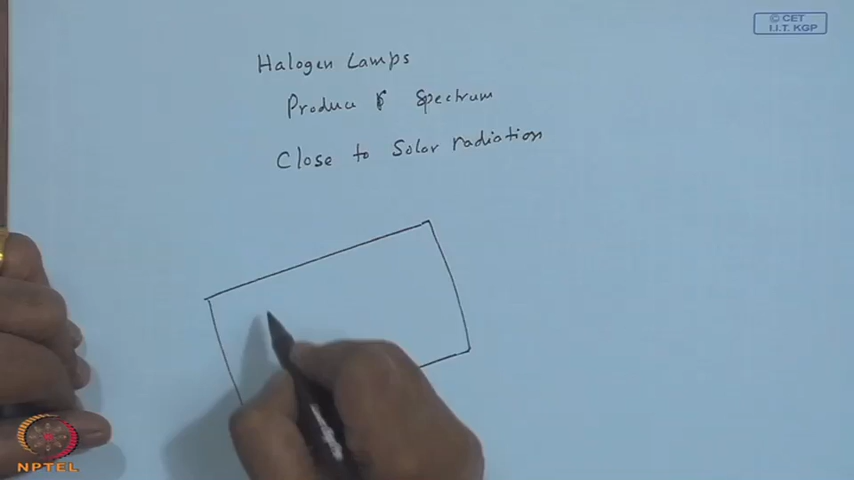 © CET
I.I.T. KGP
Halogen Lamps
Produce Spectrum
Close to Solar radiation
NPTEL